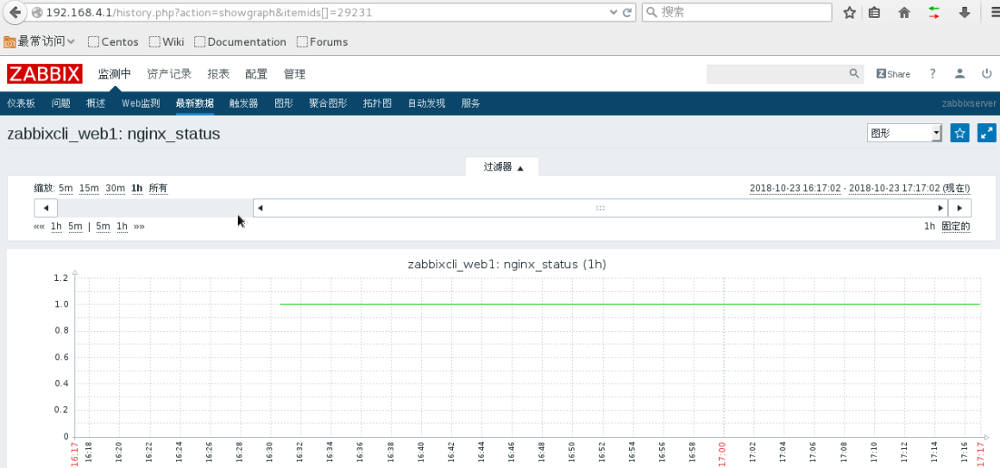 192.168.4.1/history.php?action=showgraph&itemids[]=29231 搜索
最常访问 Centos Wiki Documentation Forums
ZABBIX 监测中 资产记录 报表 配置 管理 Z Share ?
仪表板 问题 概述 Web监测 最新数据 触发器 图形 聚合图形 拓扑图 自动发现 服务 zabbixserver
zabbixcli_web1: nginx_status 图形
过滤器 ▲
缩放: 5m 15m 30m 1h 所有 2018-10-23 16:17:02 - 2018-10-23 17:17:02 (现在!)
«« 1h 5m | 5m 1h »» 1h 固定的
zabbixcli_web1: nginx_status (1h)
1.2
1.0
0.8
0.6
0.4
0.2
0
16:17 16:18 16:20 16:22 16:24 16:26 16:28 16:30 16:32 16:34 16:36 16:38 16:40 16:42 16:44 16:46 16:48 16:50 16:52 16:54 16:56 16:58 17:00 17:02 17:04 17:06 17:08 17:10 17:12 17:14 17:16 17:17